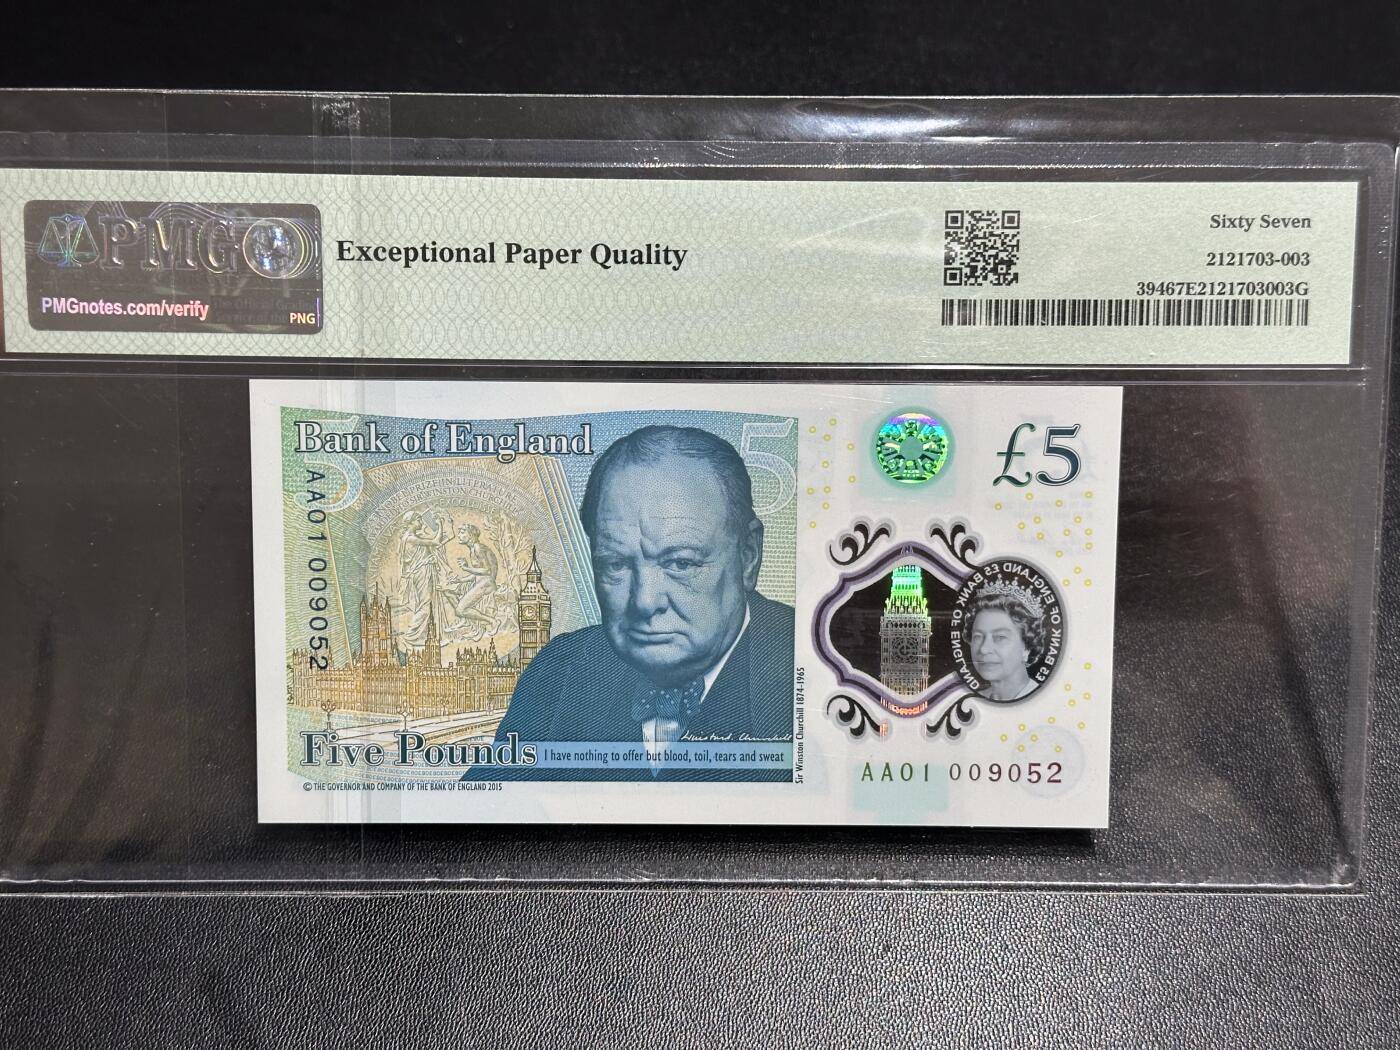 PMG
PMGnotes.com/verify
PNG
Exceptional Paper Quality
Sixty Seven
2121703-003
39467E2121703003G
Bank of England
AA01 009052
£5
5
5
£5 BANK OF ENGLAND £5 BANK OF ENGLAND
Five Pounds
I have nothing to offer but blood, toil, tears and sweat
Sir Winston Churchill 1874-1965
© THE GOVERNOR AND COMPANY OF THE BANK OF ENGLAND 2015
AA01 009052